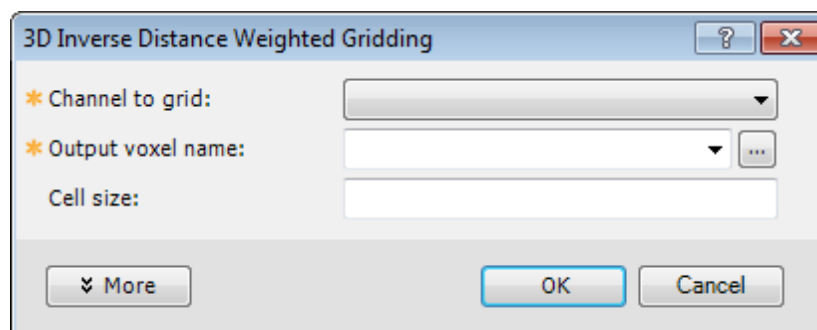 3D Inverse Distance Weighted Gridding
* Channel to grid:
* Output voxel name:
...
Cell size:
More
OK
Cancel